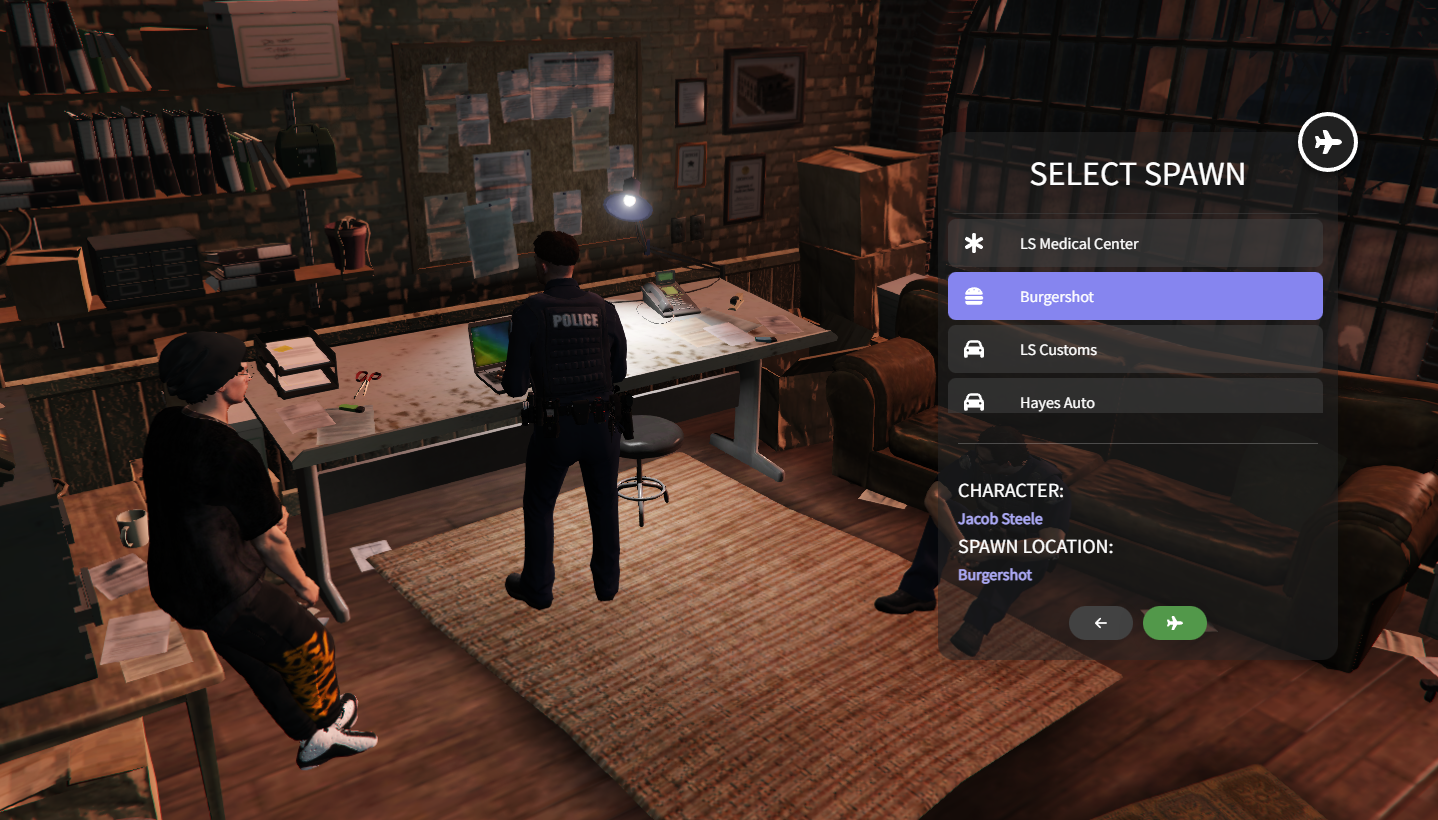 SELECT SPAWN
LS Medical Center
Burgershot
LS Customs
Hayes Auto
POLICE
CHARACTER:
Jacob Steele
SPAWN LOCATION:
Burgershot